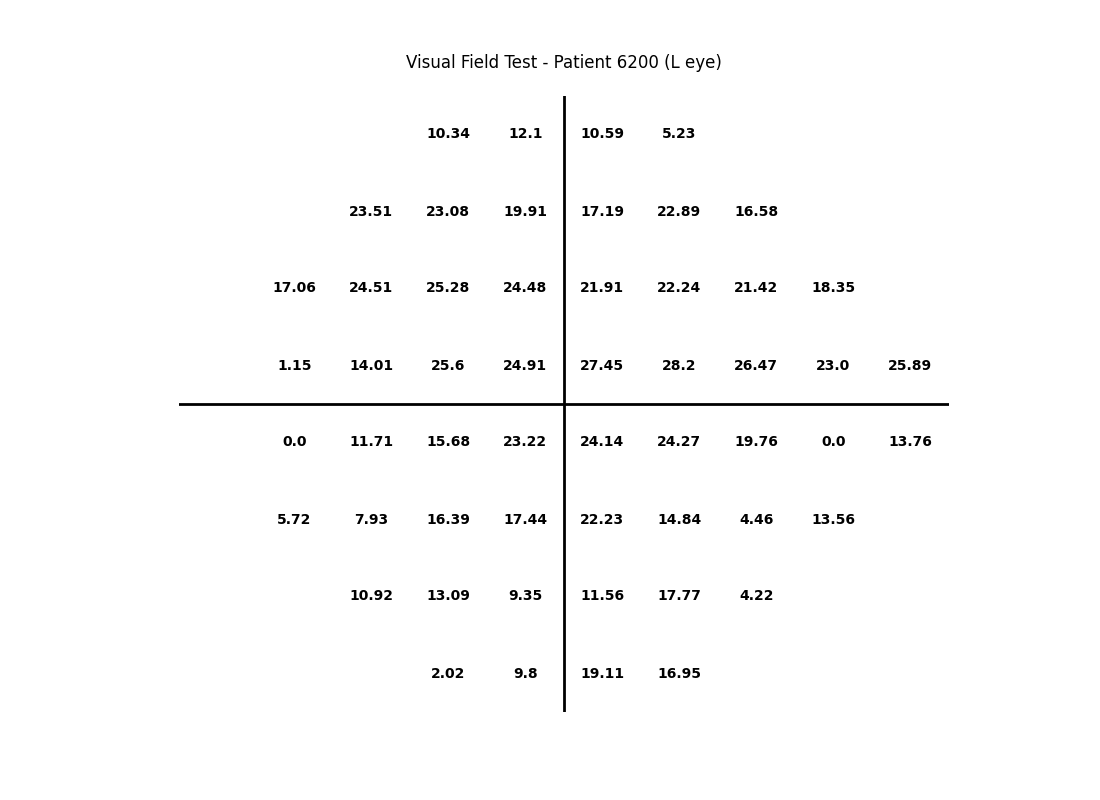 Visual Field Test - Patient 6200 (L eye)
10.34 12.1 10.59 5.23
23.51 23.08 19.91 17.19 22.89 16.58
17.06 24.51 25.28 24.48 21.91 22.24 21.42 18.35
1.15 14.01 25.6 24.91 27.45 28.2 26.47 23.0 25.89
0.0 11.71 15.68 23.22 24.14 24.27 19.76 0.0 13.76
5.72 7.93 16.39 17.44 22.23 14.84 4.46 13.56
10.92 13.09 9.35 11.56 17.77 4.22
2.02 9.8 19.11 16.95